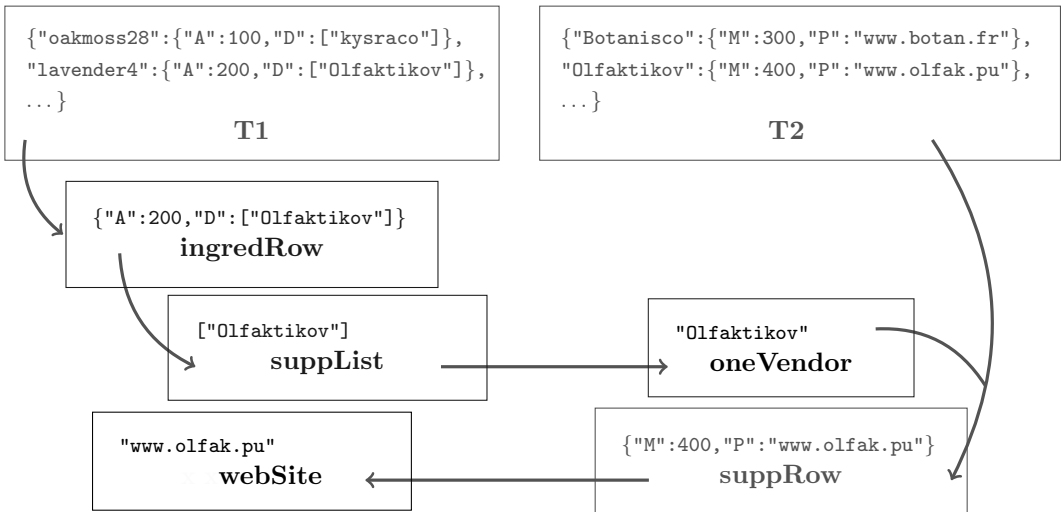 {"oakmoss28":{"A":100,"D":["kysraco"]},
"lavender4":{"A":200,"D":["Olfaktikov"]},
...}
T1
{"Botanisco":{"M":300,"P":"www.botan.fr"},
"Olfaktikov":{"M":400,"P":"www.olfak.pu"},
...}
T2
{"A":200,"D":["Olfaktikov"]}
ingredRow
["Olfaktikov"]
suppList
"Olfaktikov"
oneVendor
"www.olfak.pu"
webSite
{"M":400,"P":"www.olfak.pu"}
suppRow